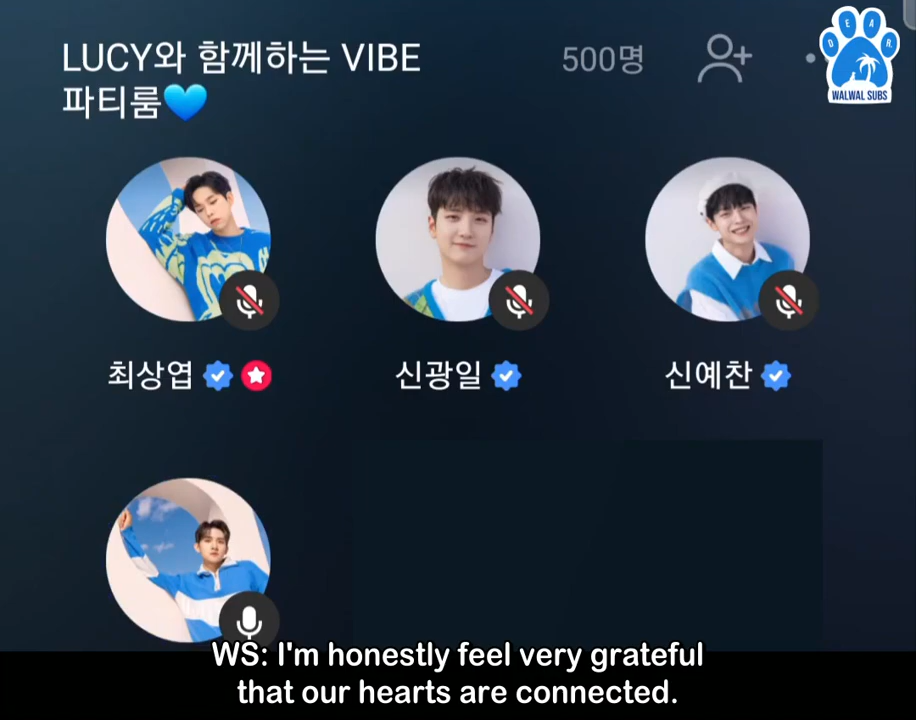 LUCY와 함께하는 VIBE
파티룸💙
500명
DEAR.
WALWAL SUBS
최상엽
신광일
신예찬
WS: I'm honestly feel very grateful
that our hearts are connected.